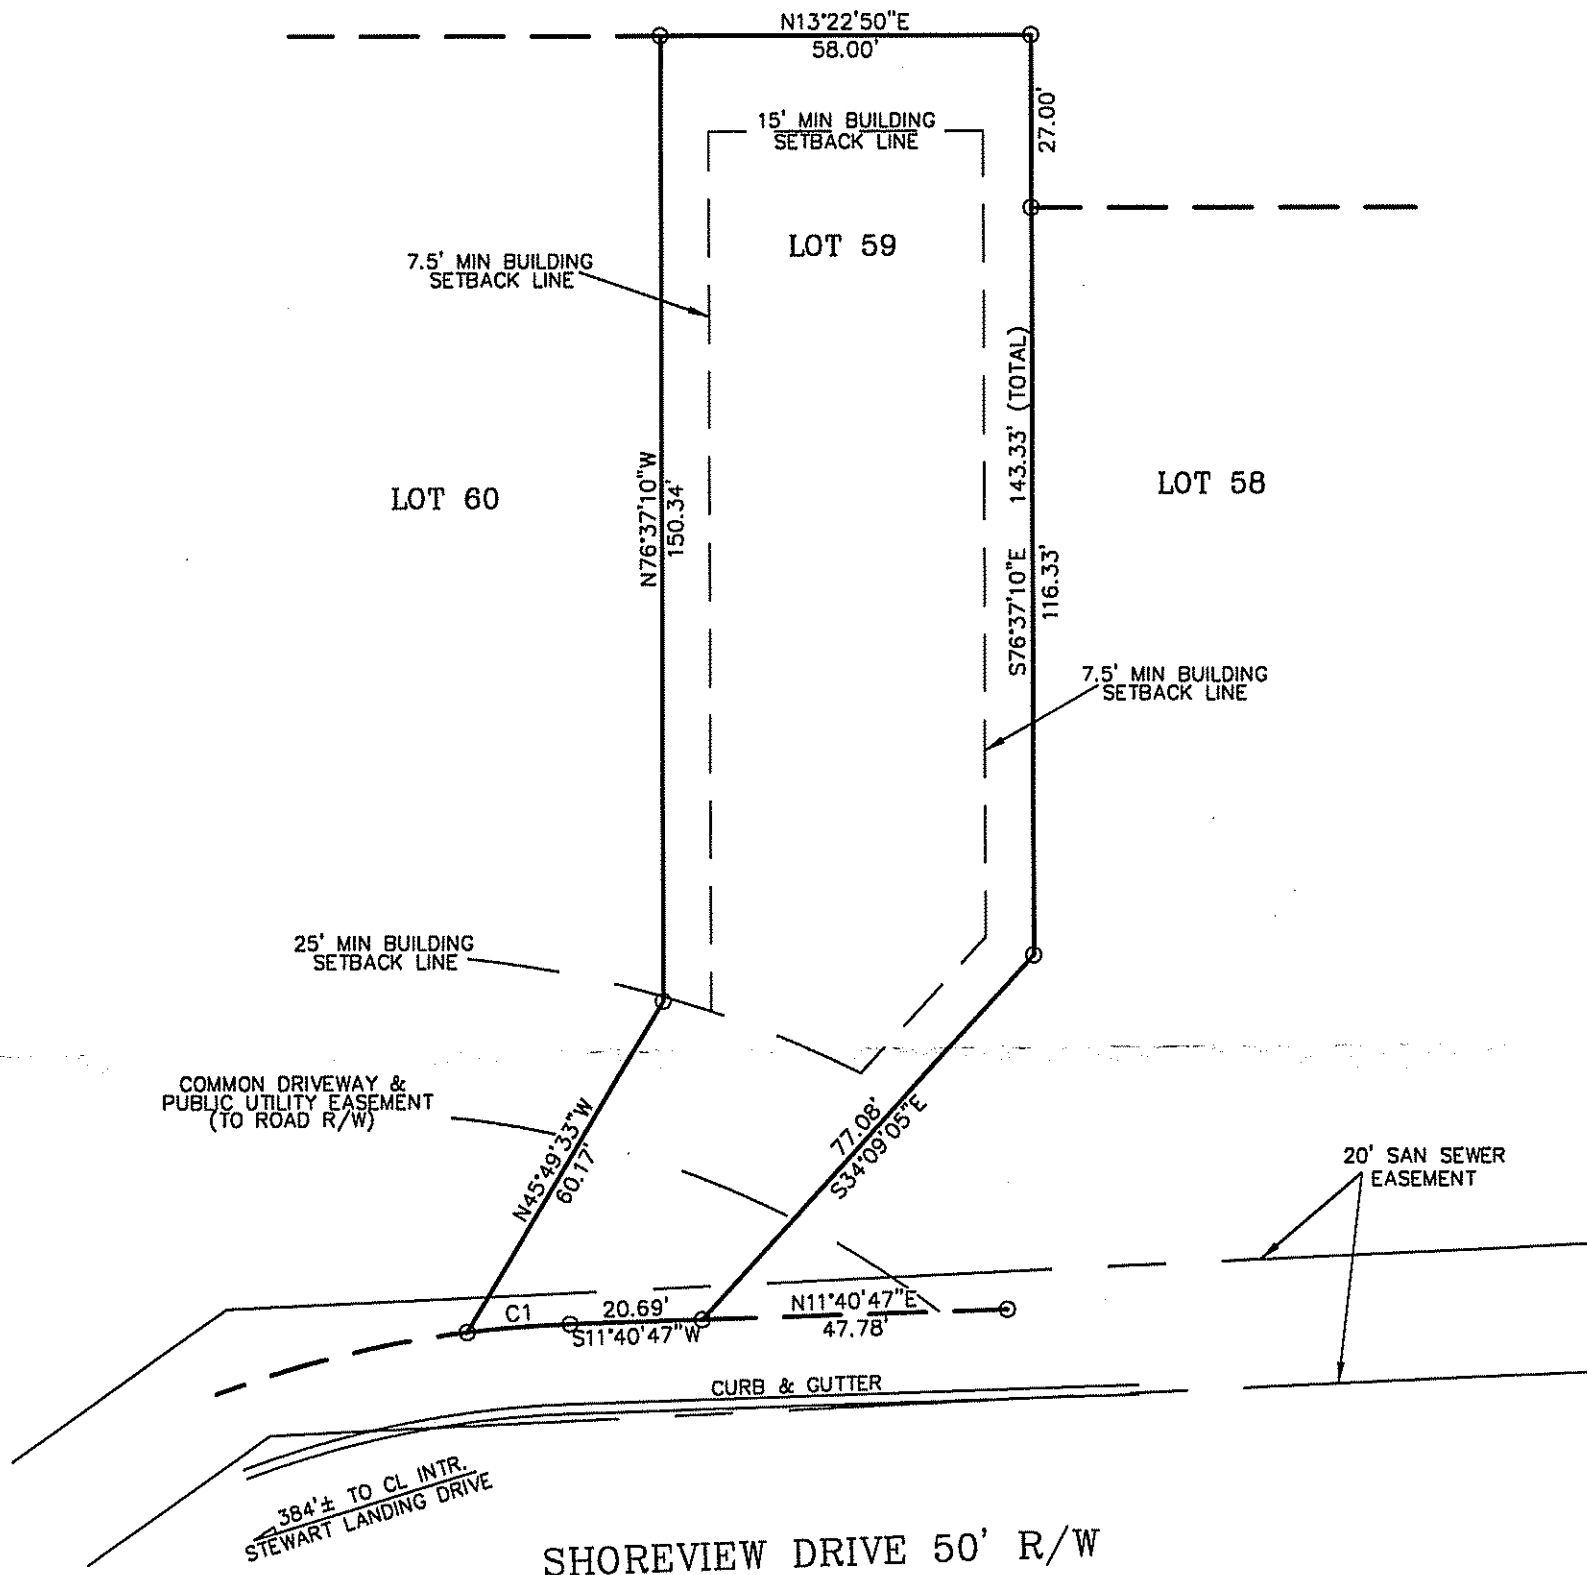 N13°22'50"E
58.00'
27.00'
15' MIN BUILDING
SETBACK LINE
LOT 59
7.5' MIN BUILDING
SETBACK LINE
LOT 60
N76°37'10"W
150.34'
S76°37'10"E 143.33' (TOTAL)
116.33'
LOT 58
7.5' MIN BUILDING
SETBACK LINE
25' MIN BUILDING
SETBACK LINE
COMMON DRIVEWAY &
PUBLIC UTILITY EASEMENT
(TO ROAD R/W)
N45°49'33"W
60.17'
77.08'
S34°09'05"E
20' SAN SEWER
EASEMENT
C1
20.69'
S11°40'47"W
N11°40'47"E
47.78'
CURB & GUTTER
384'± TO CL INTR.
STEWART LANDING DRIVE
SHOREVIEW DRIVE 50' R/W